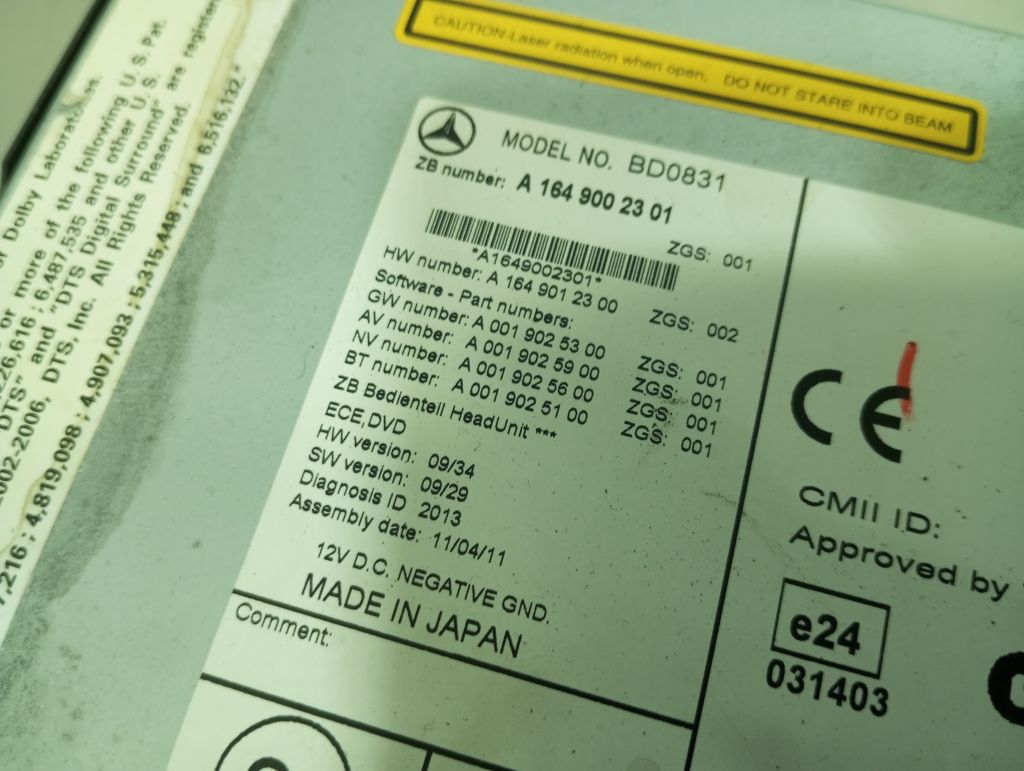 CAUTION-Laser radiation when open. DO NOT STARE INTO BEAM
MODEL NO. BD0831
ZB number: A 164 900 23 01
ZGS: 001
*A1649002301*
HW number: A 164 901 23 00 ZGS: 002
Software - Part numbers:
GW number: A 001 902 53 00 ZGS: 001
AV number: A 001 902 59 00 ZGS: 001
NV number: A 001 902 56 00 ZGS: 001
BT number: A 001 902 51 00 ZGS: 001
ZB Bedienteil HeadUnit ***
ECE,DVD
HW version: 09/34
SW version: 09/29
Diagnosis ID 2013
Assembly date: 11/04/11
12V D.C. NEGATIVE GND.
MADE IN JAPAN
Comment:
CE
CMII ID:
Approved by
e24
031403
Dolby Laboratories.
or more of the following U.S. Pat.
226,616 ; 6,487,535 and other U.S.
DTS" and "DTS Digital Surround" are
2002-2006, DTS, Inc. All Rights Reserved.
7,216 ; 4,819,098 ; 4,907,093 ; 5,315,448 ; and 6,516,132"